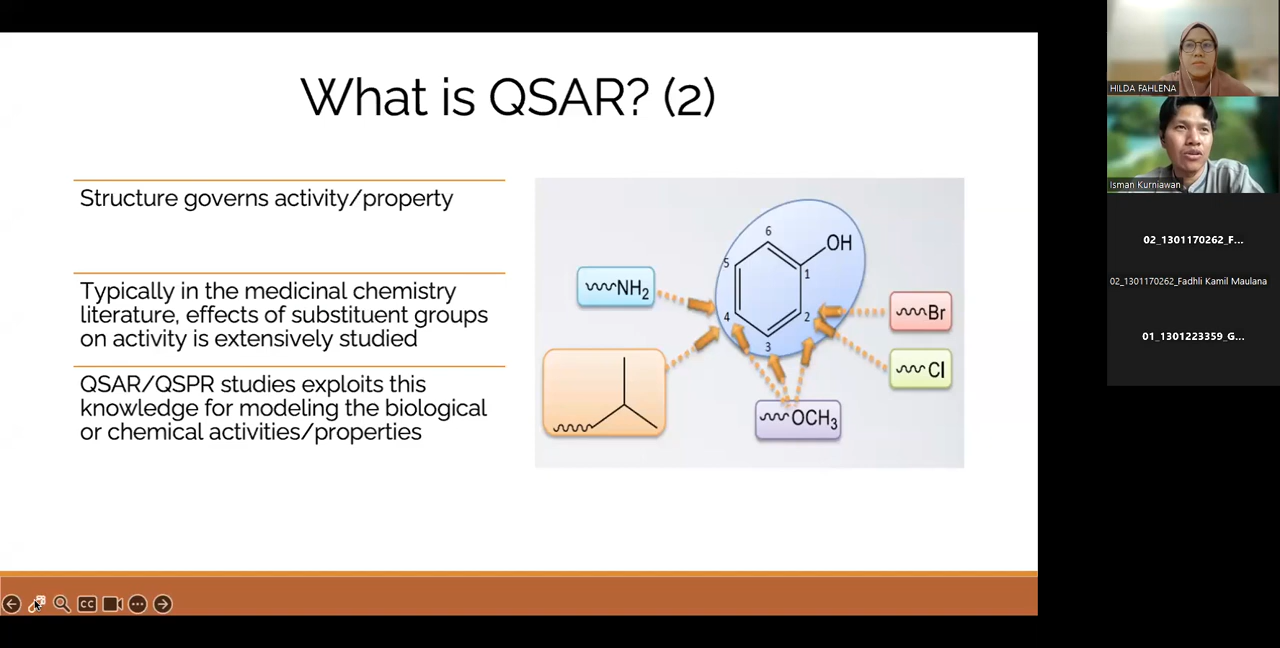 What is QSAR? (2)
Structure governs activity/property
Typically in the medicinal chemistry
literature, effects of substituent groups
on activity is extensively studied
QSAR/QSPR studies exploits this
knowledge for modeling the biological
or chemical activities/properties
6
OH
5
1
NH2
4
2
Br
3
Cl
OCH3
CC
HILDA FAHLENA
Isman Kurniawan
02_1301170262_F...
02_1301170262_Fadhli Kamil Maulana
01_1301223359_G...